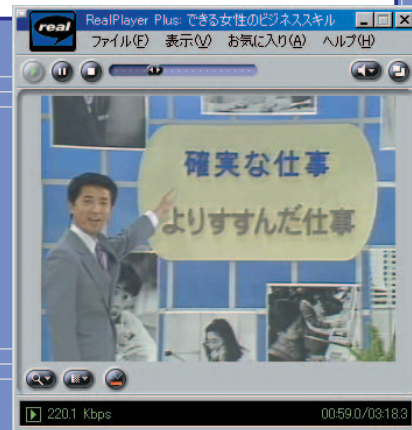 real
RealPlayer Plus: できる女性のビジネススキル
ファイル(F) 表示(V) お気に入り(A) ヘルプ(H)
確実な仕事
よりすすんだ仕事
220.1 Kbps 00:59.0/03:18.3